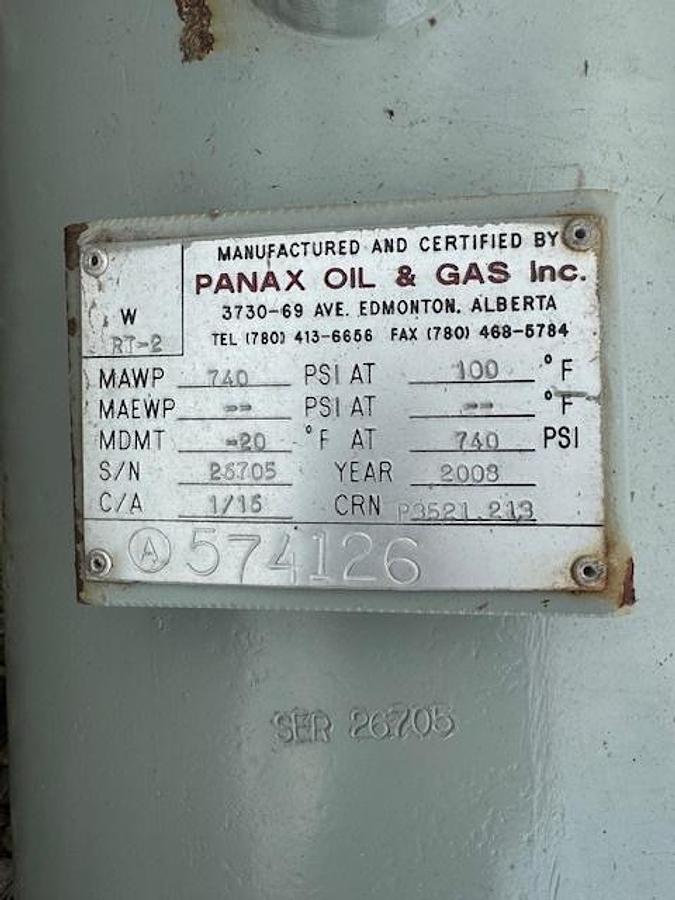 MANUFACTURED AND CERTIFIED BY
PANAX OIL & GAS Inc.
3730-69 AVE. EDMONTON, ALBERTA
TEL (780) 413-6656 FAX (780) 468-5784
W
RT-2
MAWP 740 PSI AT 100 °F
MAEWP -- PSI AT -- °F
MDMT -20 °F AT 740 PSI
S/N 26705 YEAR 2008
C/A 1/16 CRN P3521.213
A 574126
SER 26705